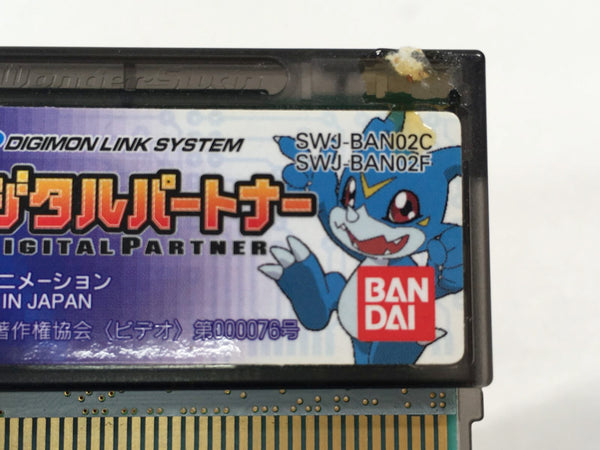 WonderSwan
DIGIMON LINK SYSTEM
SWJ-BAN02C
SWJ-BAN02F
ジタルパートナー
DIGITAL PARTNER
ニメーション
IN JAPAN
BAN
DAI
著作権協会〈ビデオ〉第000076号